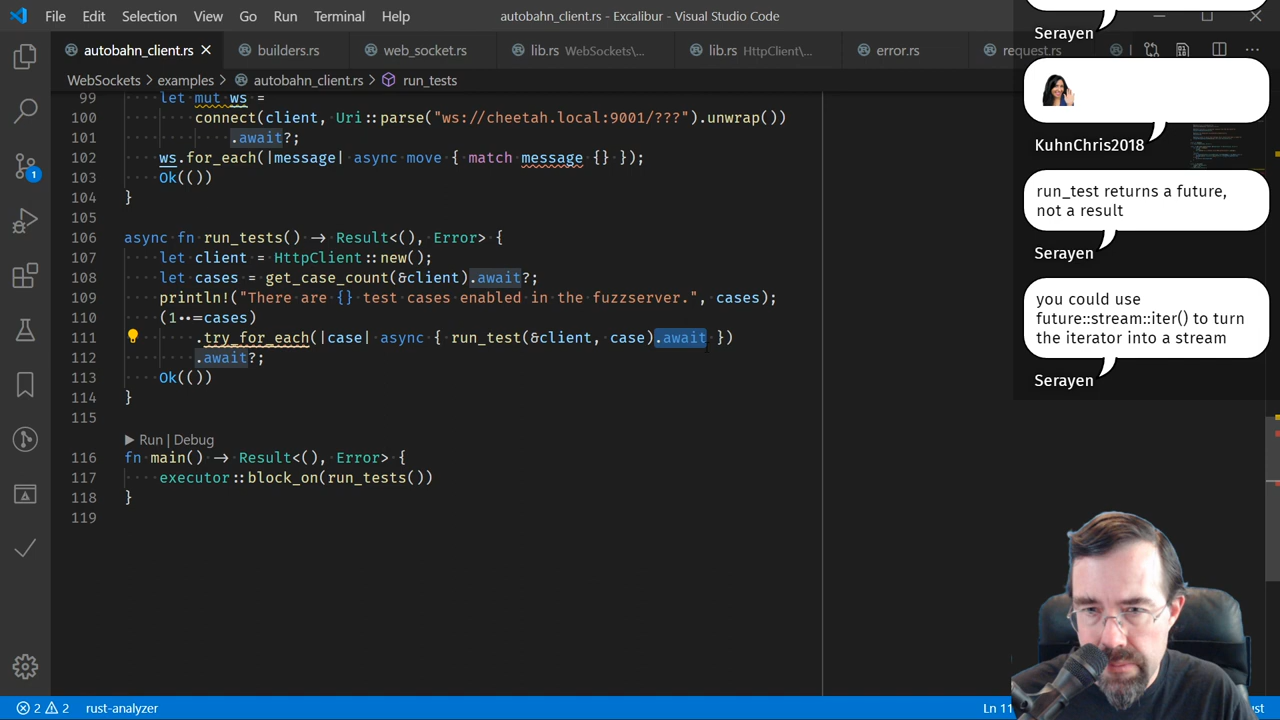 File Edit Selection View Go Run Terminal Help autobahn_client.rs - Excalibur - Visual Studio Code
autobahn_client.rs builders.rs web_socket.rs lib.rs WebSockets\... lib.rs HttpClient\... error.rs request.rs
WebSockets › examples › autobahn_client.rs › run_tests
99 let mut ws =
100 connect(client, Uri::parse("ws://cheetah.local:9001/???").unwrap())
101 .await?;
102 ws.for_each(|message| async move { match message {} });
103 Ok(())
104 }
105
106 async fn run_tests() → Result<(), Error> {
107 let client = HttpClient::new();
108 let cases = get_case_count(&client).await?;
109 println!("There are {} test cases enabled in the fuzzserver.", cases);
110 (1..=cases)
111 .try_for_each(|case| async { run_test(&client, case).await })
112 .await?;
113 Ok(())
114 }
115
▶ Run | Debug
116 fn main() → Result<(), Error> {
117 executor::block_on(run_tests())
118 }
119
Serayen
KuhnChris2018
run_test returns a future,
not a result
Serayen
you could use
future::stream::iter() to turn
the iterator into a stream
Serayen
1
2 2 rust-analyzer Ln 11